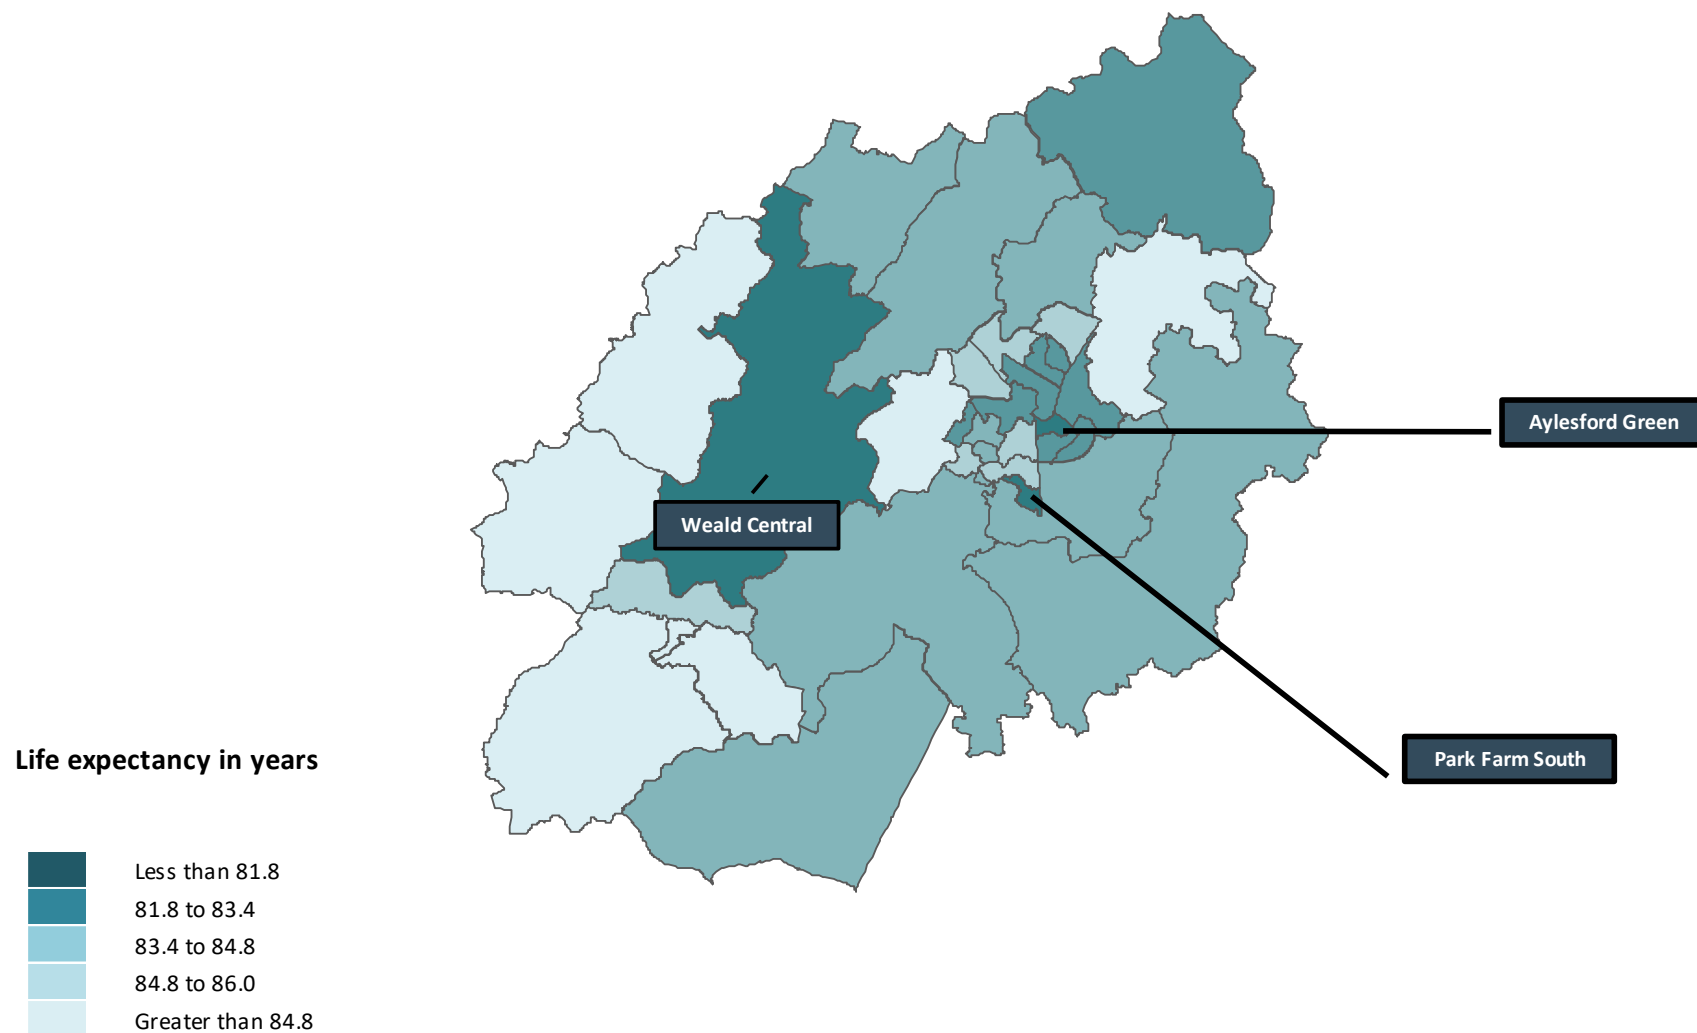 Aylesford Green
Weald Central
Park Farm South
Life expectancy in years
Less than 81.8
81.8 to 83.4
83.4 to 84.8
84.8 to 86.0
Greater than 84.8